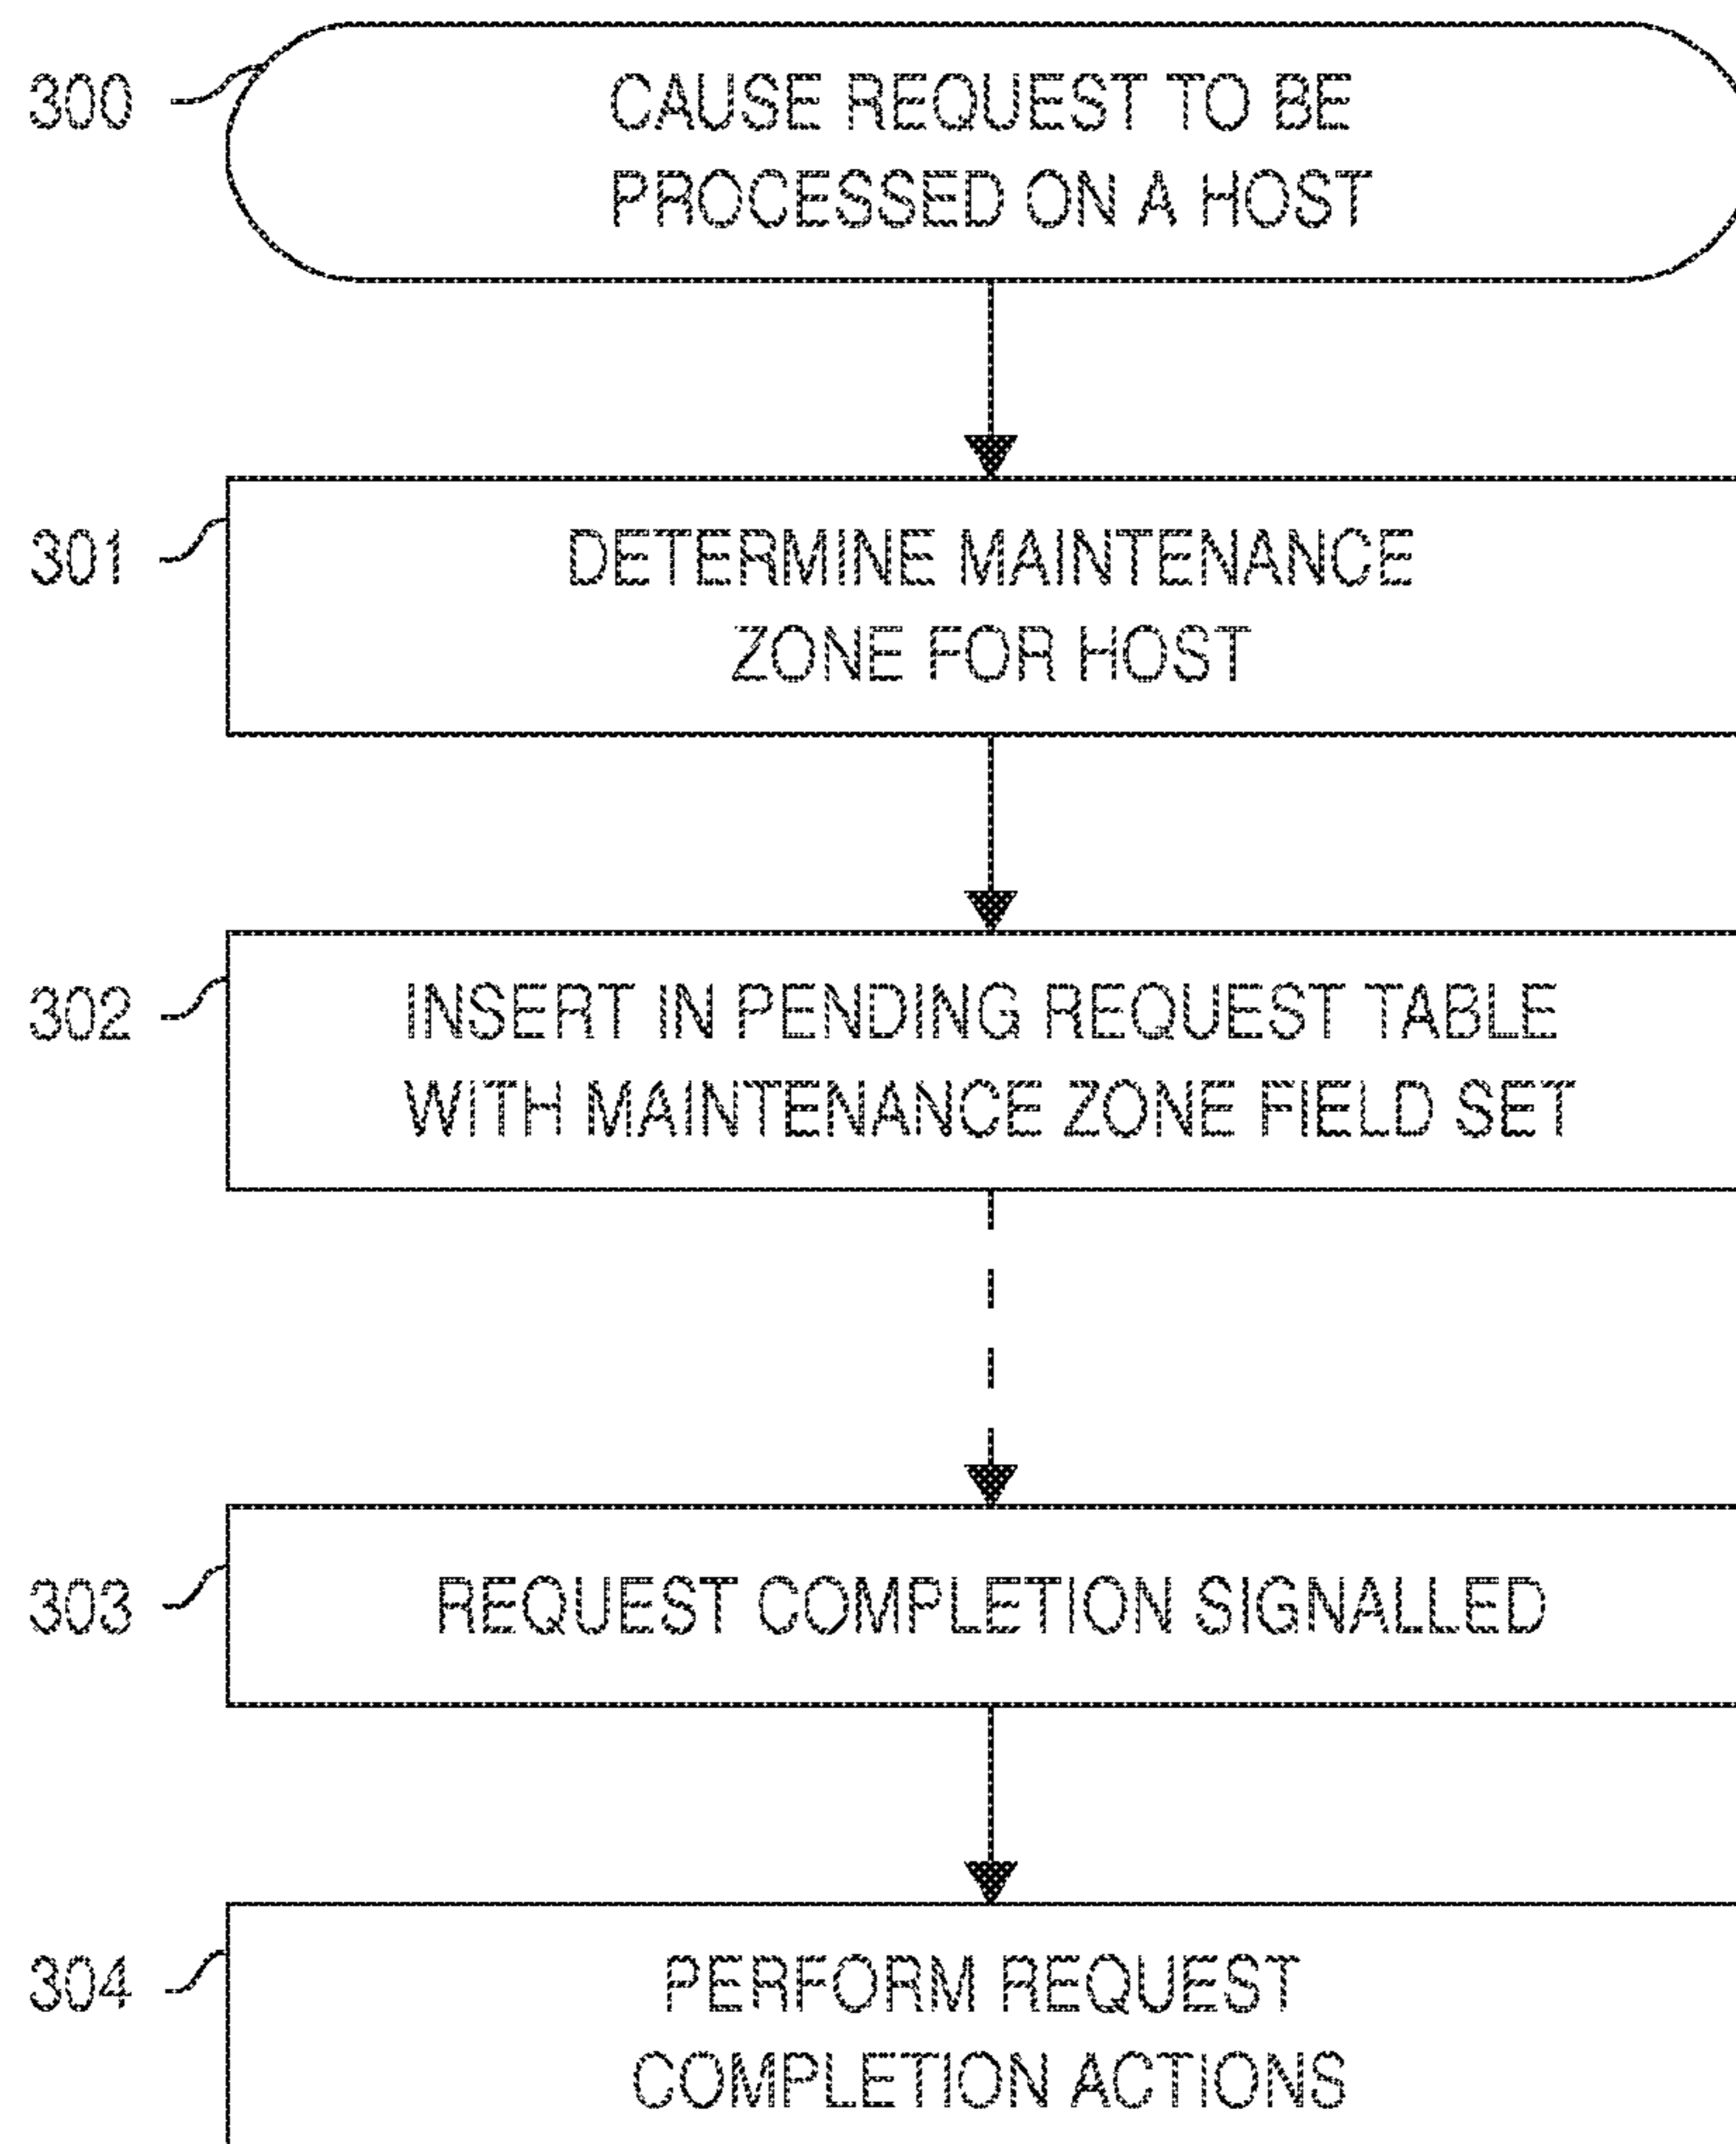 300
CAUSE REQUEST TO BE
PROCESSED ON A HOST
301
DETERMINE MAINTENANCE
ZONE FOR HOST
302
INSERT IN PENDING REQUEST TABLE
WITH MAINTENANCE ZONE FIELD SET
303
REQUEST COMPLETION SIGNALLED
304
PERFORM REQUEST
COMPLETION ACTIONS